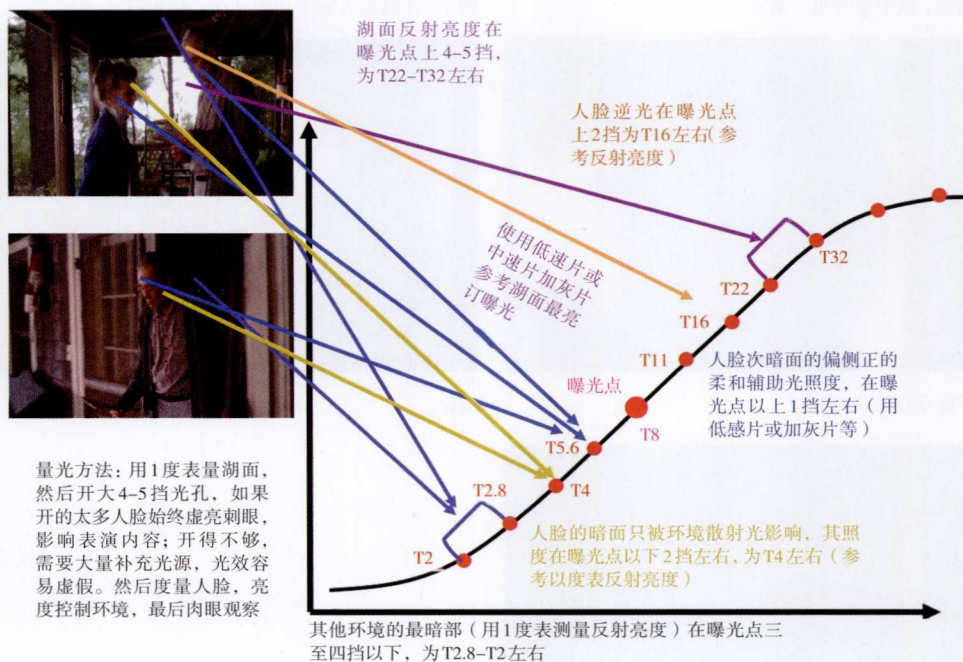 湖面反射亮度在
曝光点上4–5挡，
为T22–T32左右
人脸逆光在曝光点
上2挡为T16左右（参
考反射亮度）
使用低速片或
中速片加灰片
参考湖面最亮
订曝光
T32
T22
T16
T11
曝光点
T8
T5.6
T4
T2.8
T2
人脸次暗面的偏侧正的
柔和辅助光照度，在曝
光点以上1挡左右（用
低感片或加灰片等）
人脸的暗面只被环境散射光影响，其照
度在曝光点以下2挡左右，为T4左右（参
考以度表反射亮度）
量光方法：用1度表量湖面，
然后开大4–5挡光孔，如果
开的太多人脸始终虚亮刺眼，
影响表演内容；开得不够，
需要大量补充光源，光效容
易虚假。然后度量人脸，亮
度控制环境，最后肉眼观察
其他环境的最暗部（用1度表测量反射亮度）在曝光点三
至四挡以下，为T2.8–T2左右